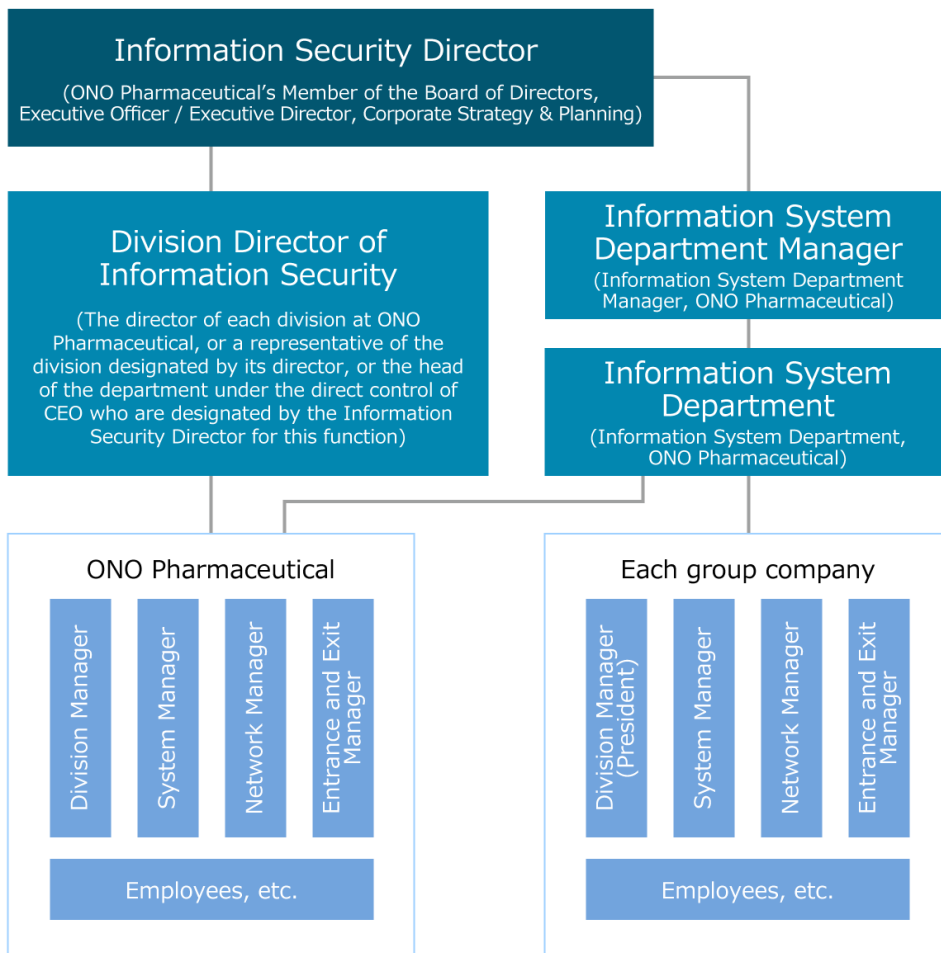 Information Security Director
(ONO Pharmaceutical's Member of the Board of Directors,
Executive Officer / Executive Director, Corporate Strategy & Planning)
Division Director of
Information Security
(The director of each division at ONO
Pharmaceutical, or a representative of the
division designated by its director, or the head
of the department under the direct control of
CEO who are designated by the Information
Security Director for this function)
Information System
Department Manager
(Information System Department
Manager, ONO Pharmaceutical)
Information System
Department
(Information System Department,
ONO Pharmaceutical)
ONO Pharmaceutical
Division Manager
System Manager
Network Manager
Entrance and Exit
Manager
Employees, etc.
Each group company
Division Manager
(President)
System Manager
Network Manager
Entrance and Exit
Manager
Employees, etc.